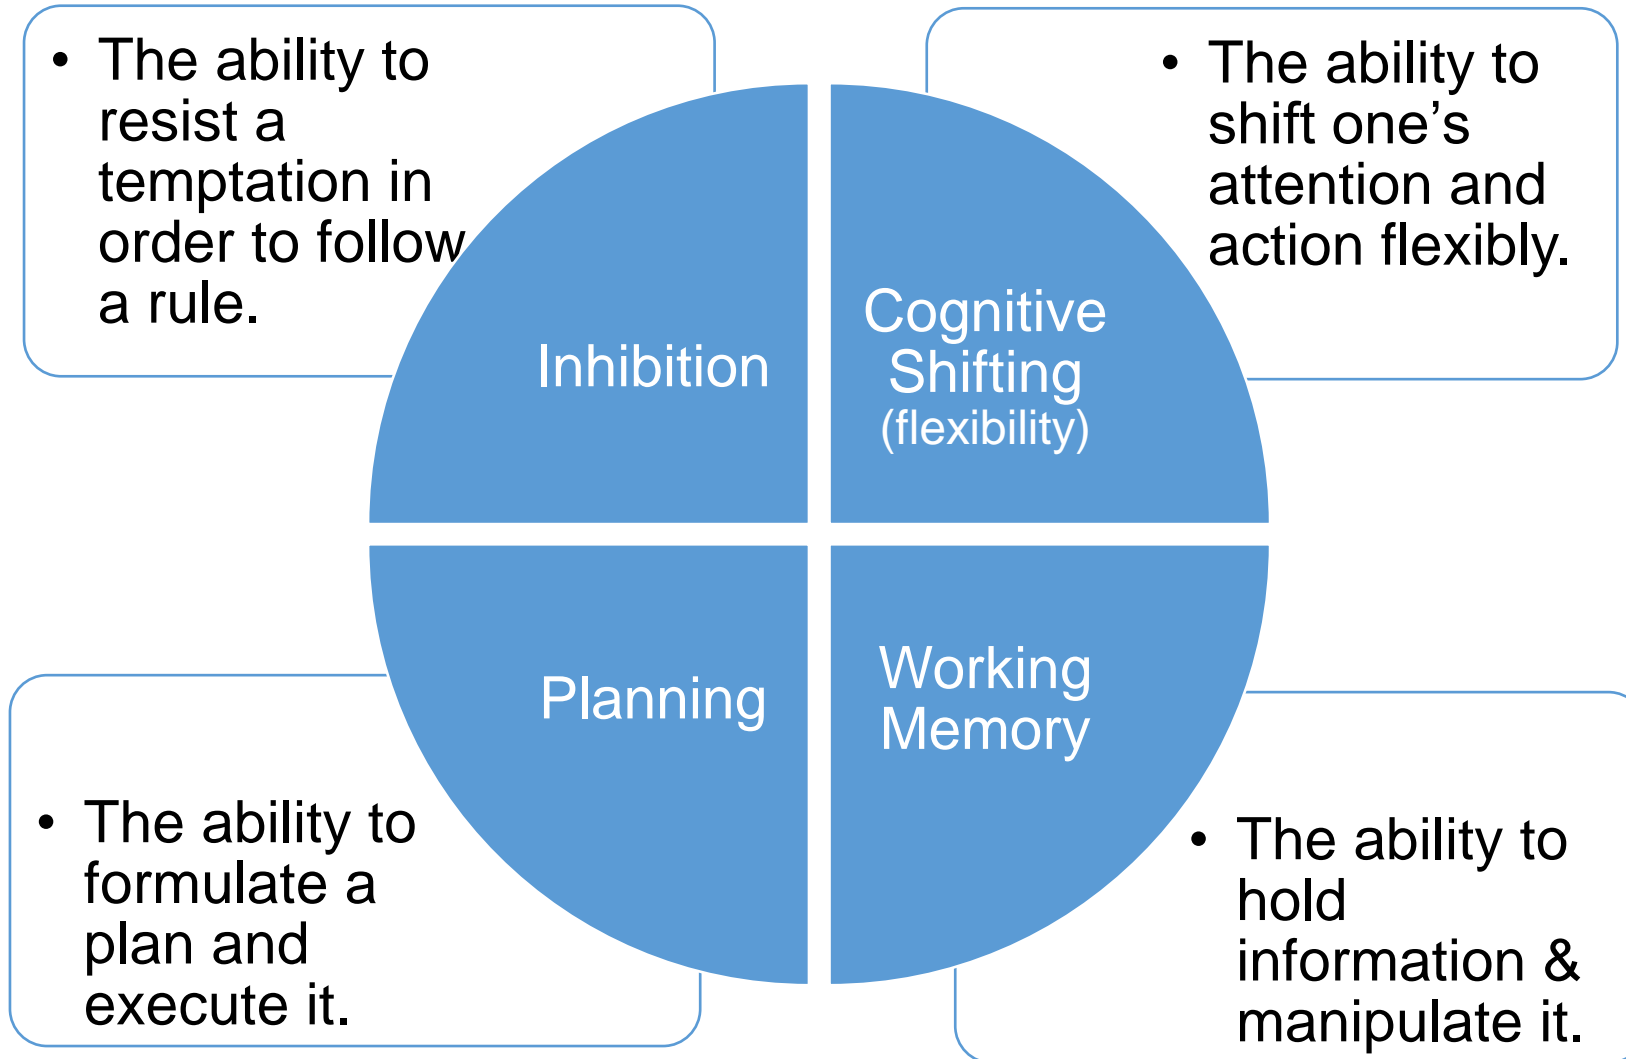 • The ability to
resist a
temptation in
order to follow
a rule.
• The ability to
shift one’s
attention and
action flexibly.
Inhibition
Cognitive
Shifting
(flexibility)
Planning
Working
Memory
• The ability to
formulate a
plan and
execute it.
• The ability to
hold
information &
manipulate it.